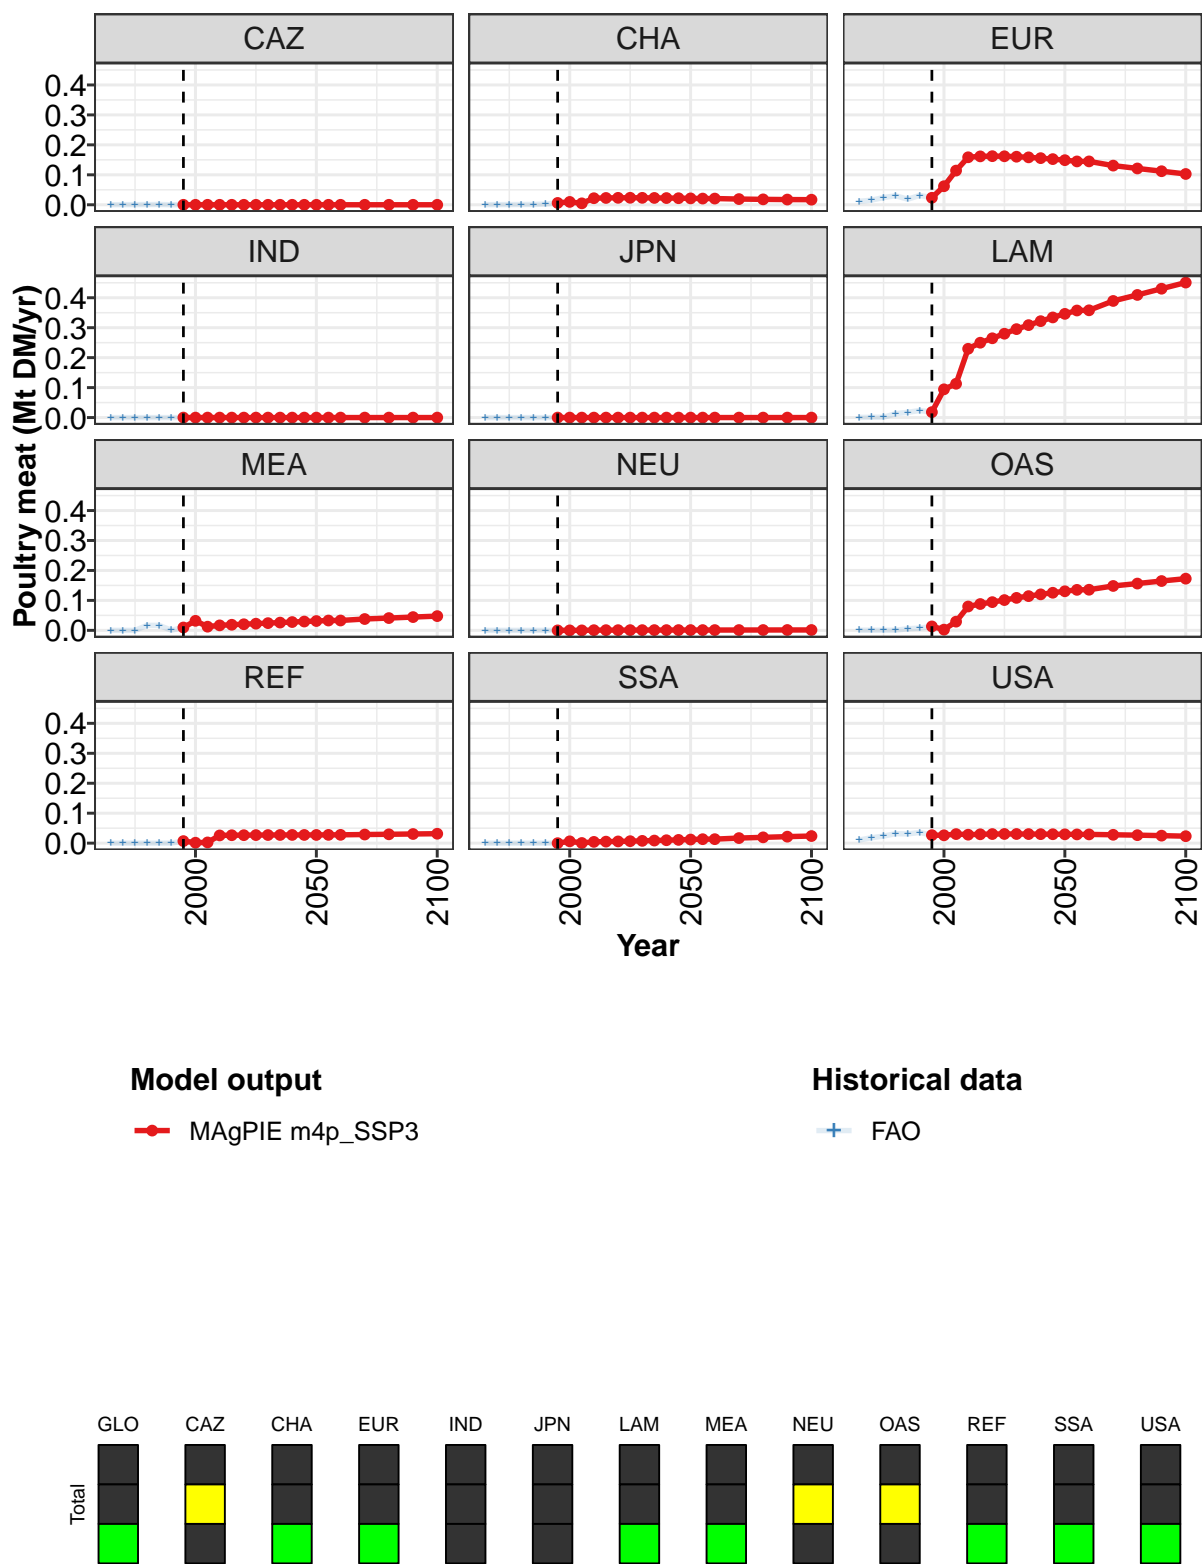 CAZ CHA EUR
0.4
0.3
0.2
0.1
0.0
IND JPN LAM
0.4
0.3
0.2
0.1
0.0
MEA NEU OAS
0.4
0.3
0.2
0.1
0.0
REF SSA USA
0.4
0.3
0.2
0.1
0.0
Poultry meat (Mt DM/yr)
2000 2050 2100 2000 2050 2100 2000 2050 2100
Year
Model output Historical data
MAgPIE m4p_SSP3 FAO
GLO CAZ CHA EUR IND JPN LAM MEA NEU OAS REF SSA USA
Total